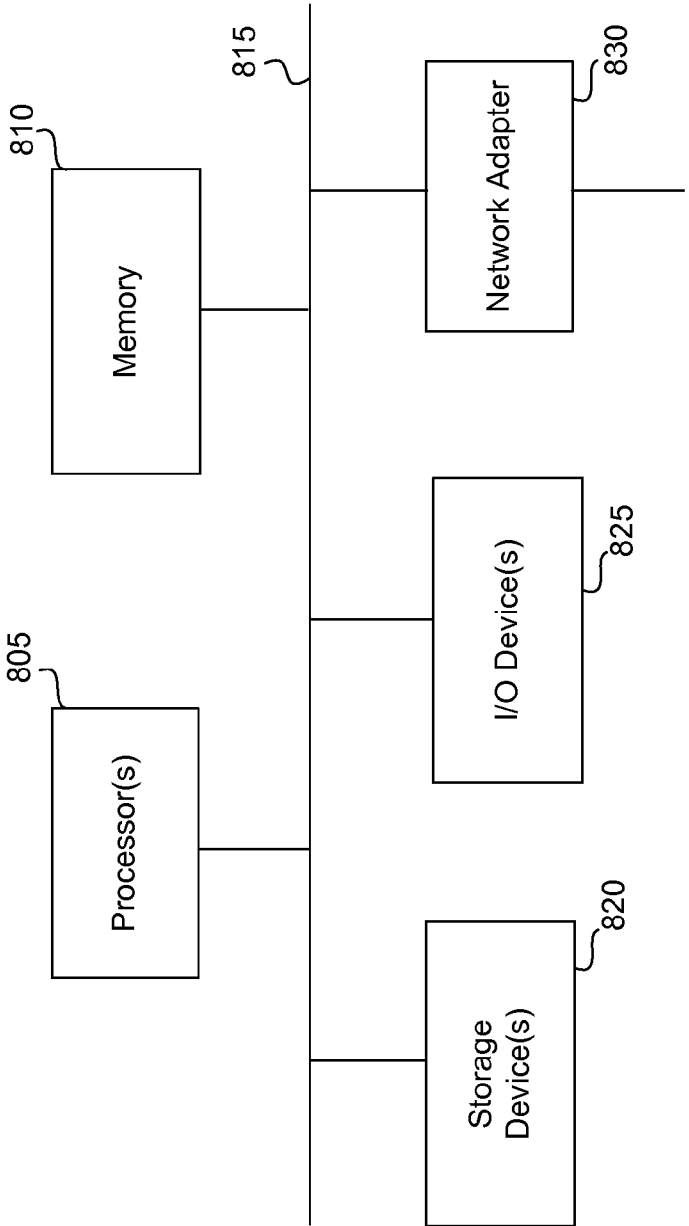 805
Processor(s)
810
Memory
815
Storage
Device(s)
820
I/O Device(s)
825
Network Adapter
830